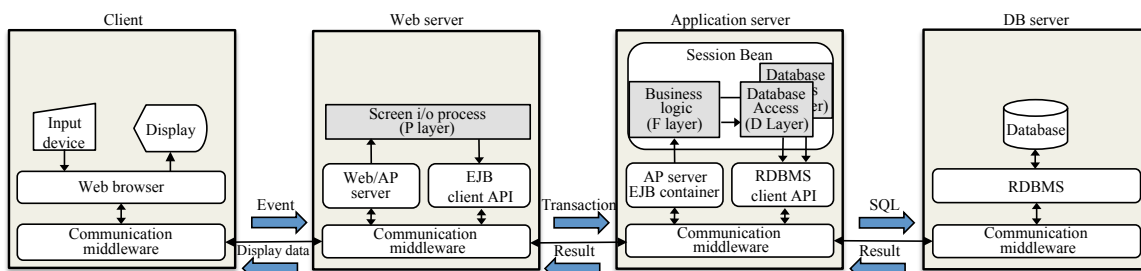 Client
Web server
Application server
DB server
Input
device
Display
Web browser
Communication
middleware
Event
Display data
Screen i/o process
(P layer)
Web/AP
server
EJB
client API
Communication
middleware
Transaction
Result
Session Bean
Business
logic
(F layer)
Database
Database
Access
(D Layer)
AP server
EJB container
RDBMS
client API
Communication
middleware
SQL
Result
Database
RDBMS
Communication
middleware